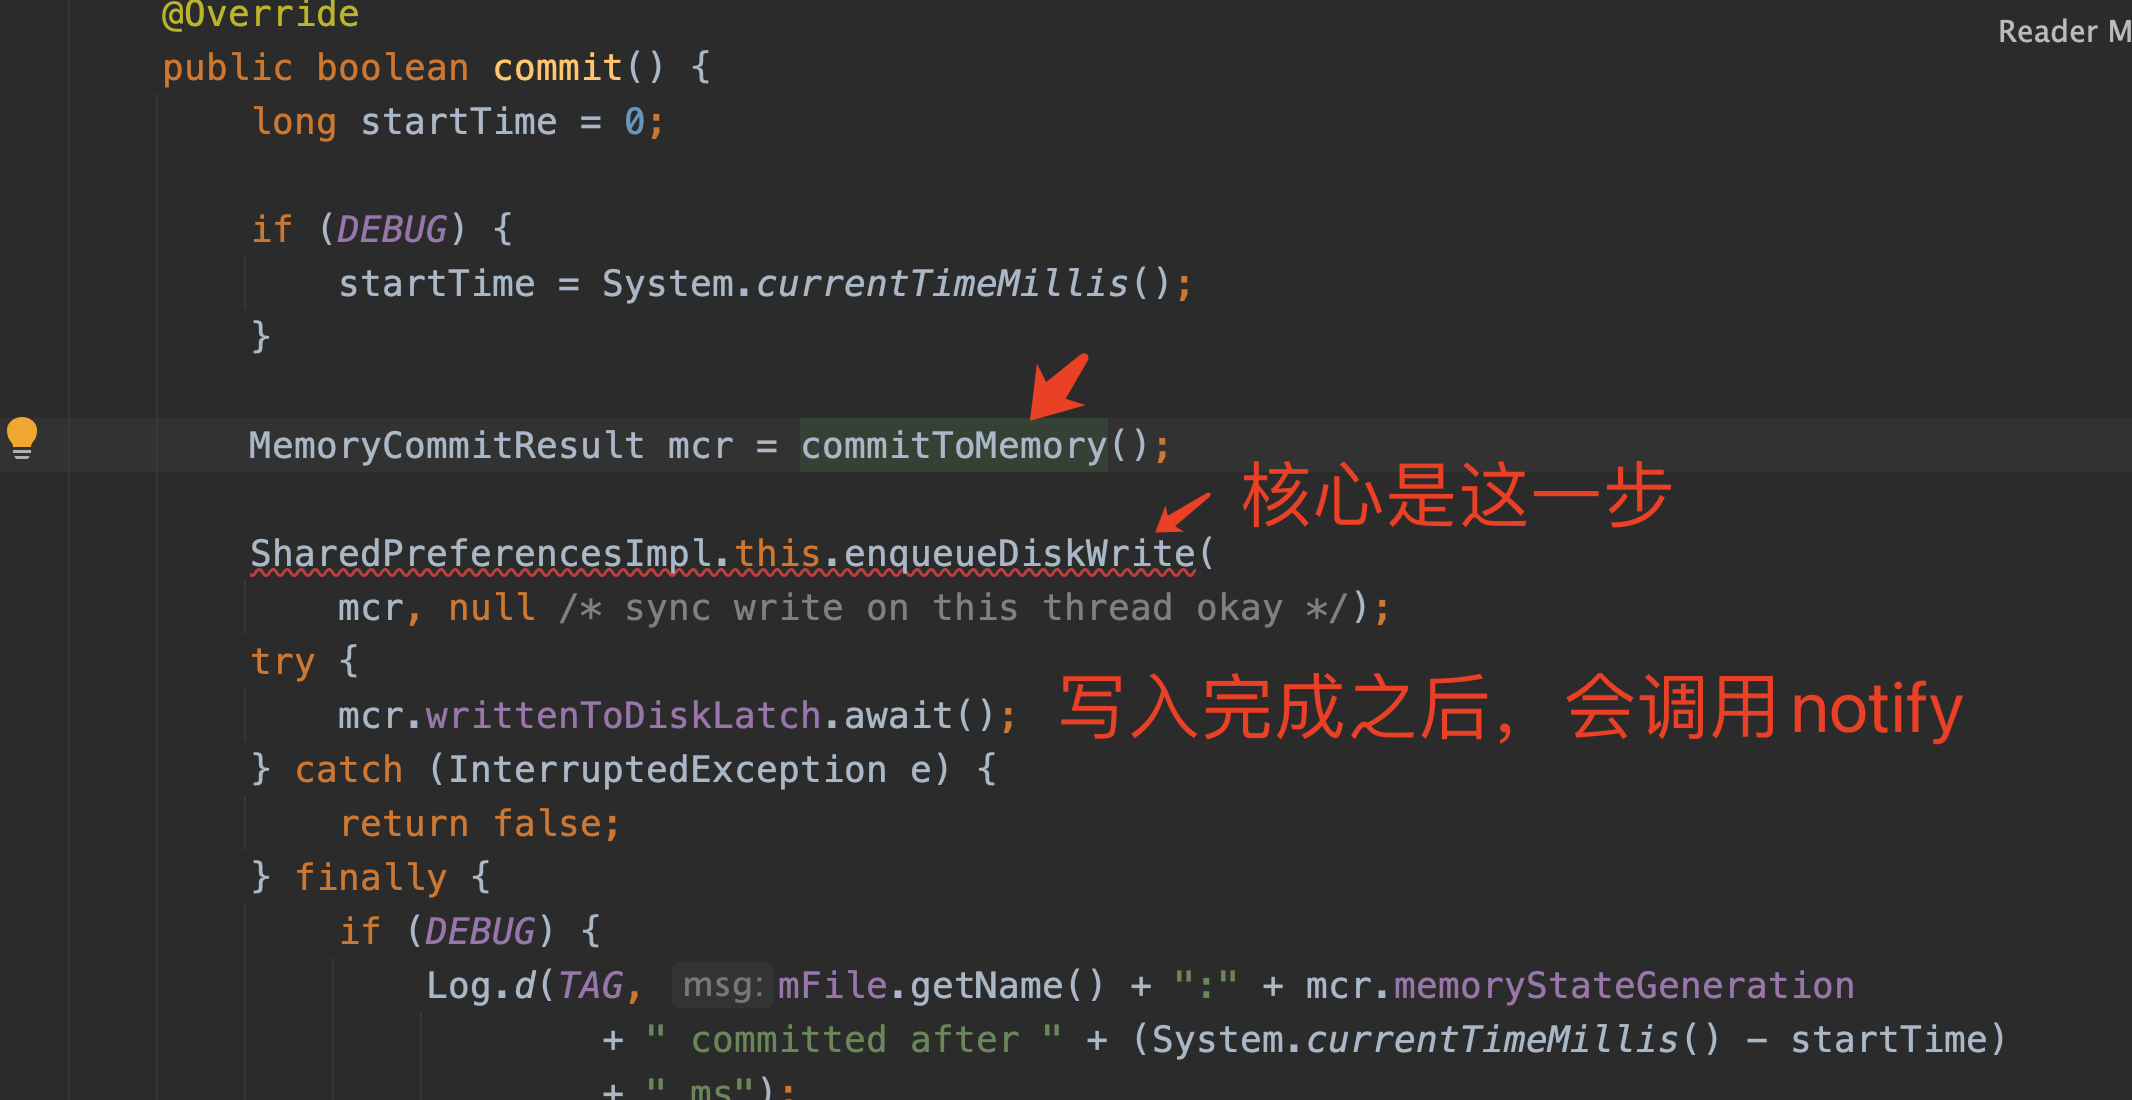 @Override
Reader M
public boolean commit() {
long startTime = 0;
if (DEBUG) {
startTime = System.currentTimeMillis();
}
MemoryCommitResult mcr = commitToMemory();
核心是这一步
SharedPreferencesImpl.this.enqueueDiskWrite(
mcr, null /* sync write on this thread okay */);
try {
写入完成之后，会调用notify
mcr.writtenToDiskLatch.await();
} catch (InterruptedException e) {
return false;
} finally {
if (DEBUG) {
Log.d(TAG, msg: mFile.getName() + ":" + mcr.memoryStateGeneration
+ " committed after " + (System.currentTimeMillis() - startTime)
+ " ms");